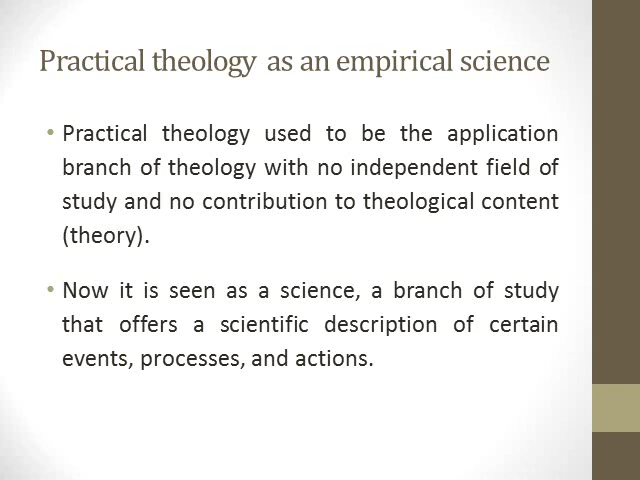 Practical theology as an empirical science
• Practical theology used to be the application
branch of theology with no independent field of
study and no contribution to theological content
(theory).
• Now it is seen as a science, a branch of study
that offers a scientific description of certain
events, processes, and actions.